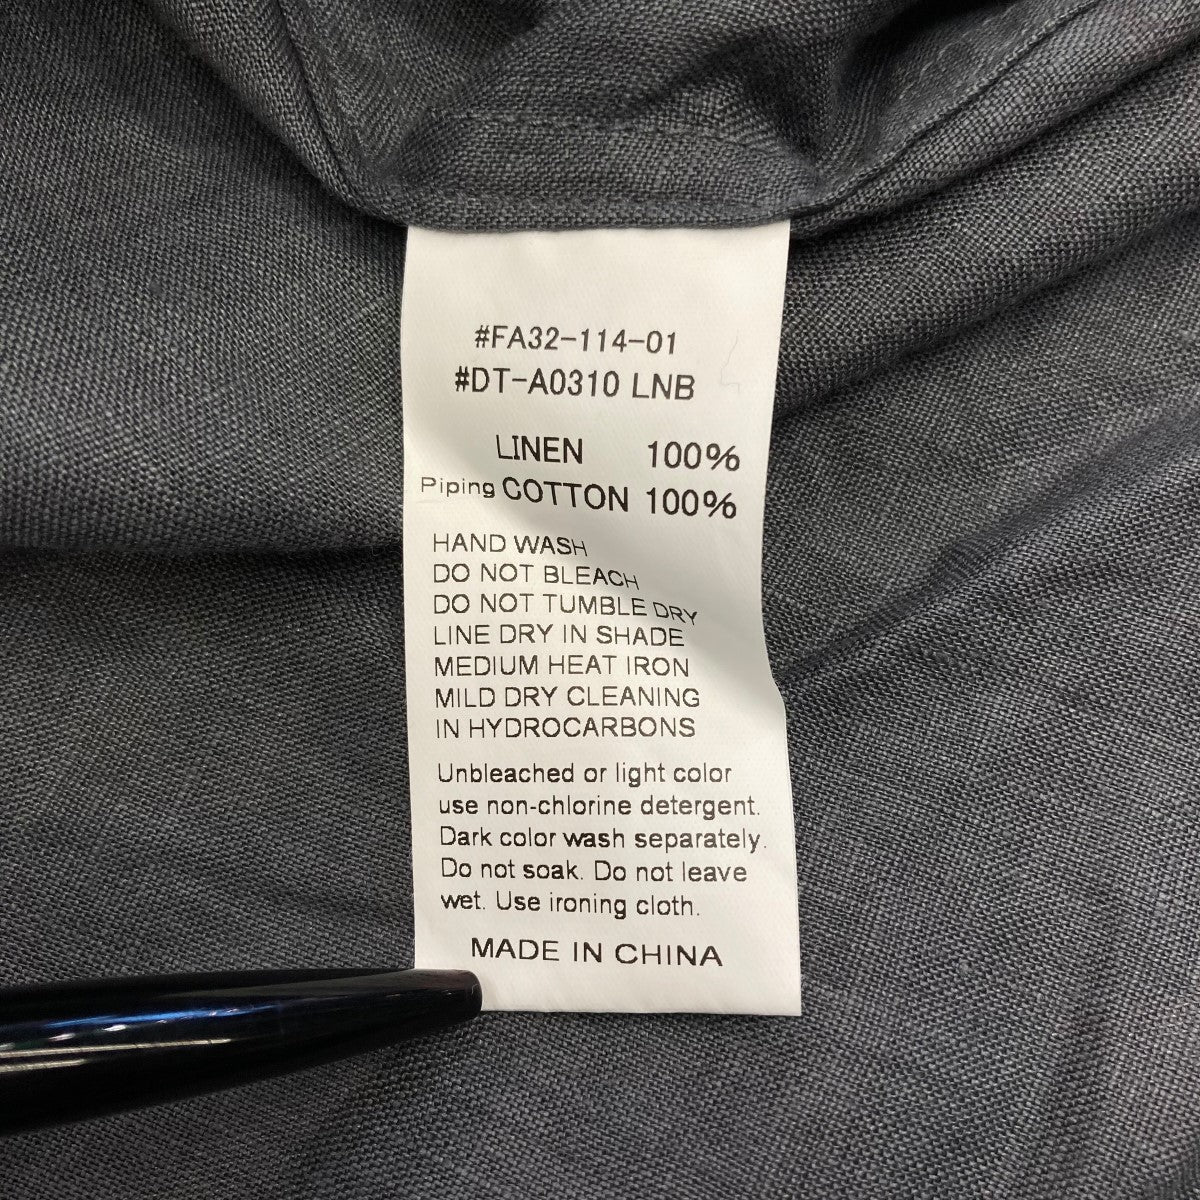 #FA32-114-01
#DT-A0310 LNB
LINEN 100%
Piping COTTON 100%
HAND WASH
DO NOT BLEACH
DO NOT TUMBLE DRY
LINE DRY IN SHADE
MEDIUM HEAT IRON
MILD DRY CLEANING
IN HYDROCARBONS
Unbleached or light color
use non-chlorine detergent.
Dark color wash separately.
Do not soak. Do not leave
wet. Use ironing cloth.
MADE IN CHINA